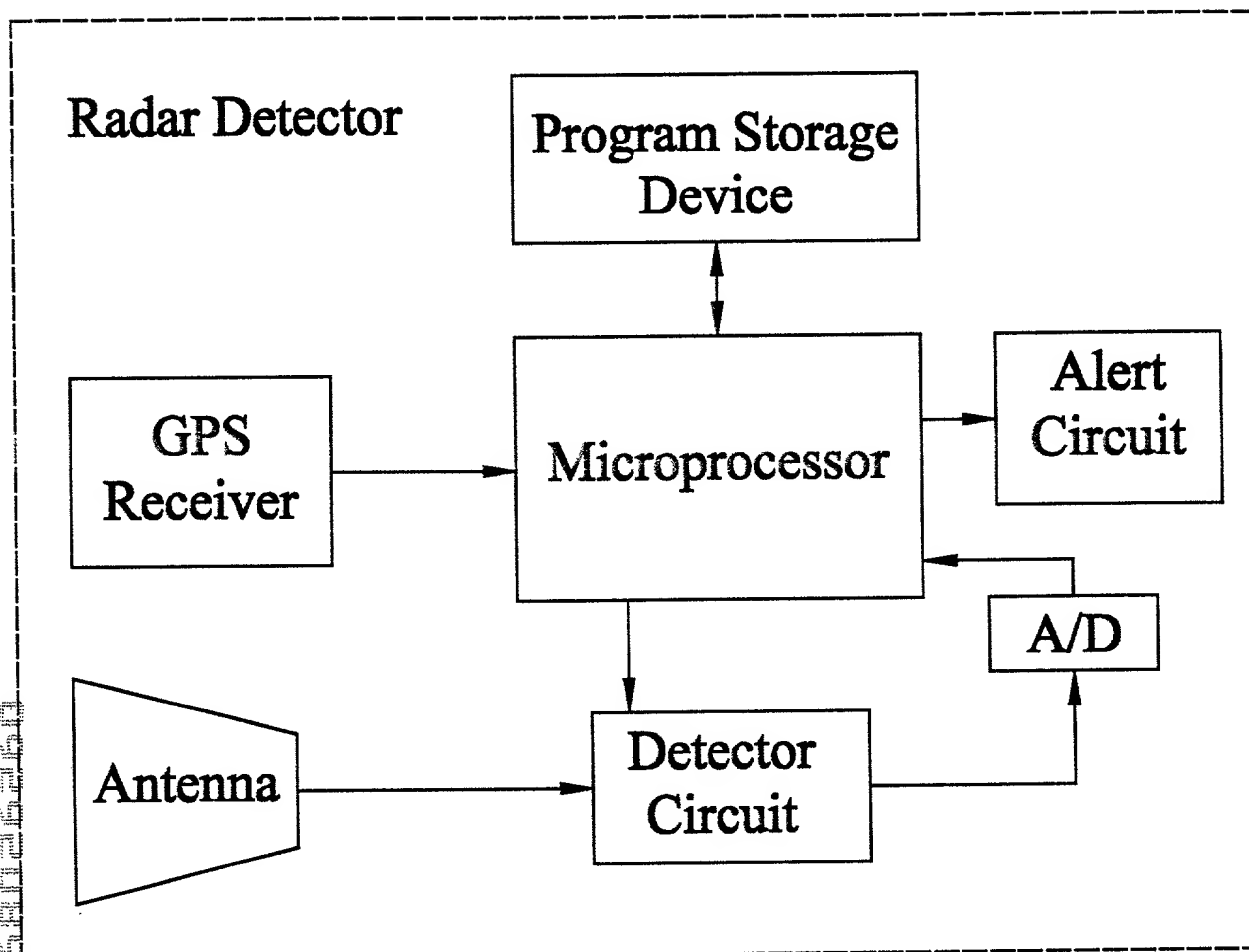 Radar Detector
Program Storage
Device
GPS
Receiver
Microprocessor
Alert
Circuit
A/D
Antenna
Detector
Circuit